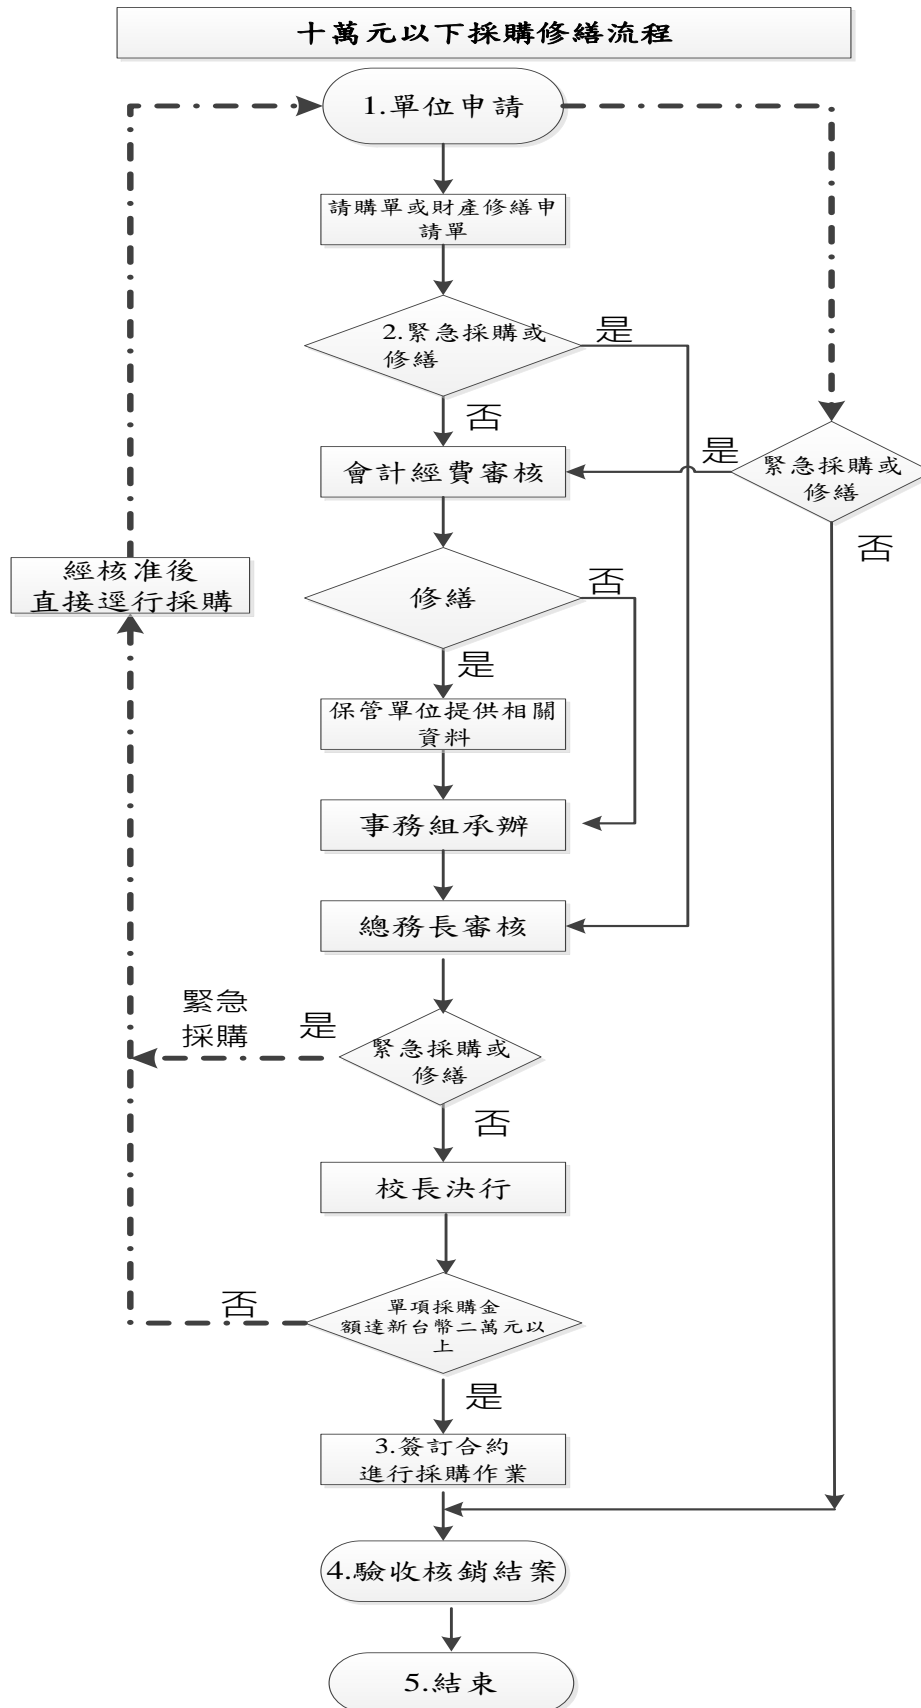 十萬元以下採購修繕流程
1.單位申請
請購單或財產修繕申
請單
2.緊急採購或
修繕
是
否
會計經費審核
是
緊急採購或
修繕
否
經核准後
直接逕行採購
修繕
否
是
保管單位提供相關
資料
事務組承辦
總務長審核
緊急
採購
是
緊急採購或
修繕
否
校長決行
否
單項採購金
額達新台幣二萬元以
上
是
3.簽訂合約
進行採購作業
4.驗收核銷結案
5.結束